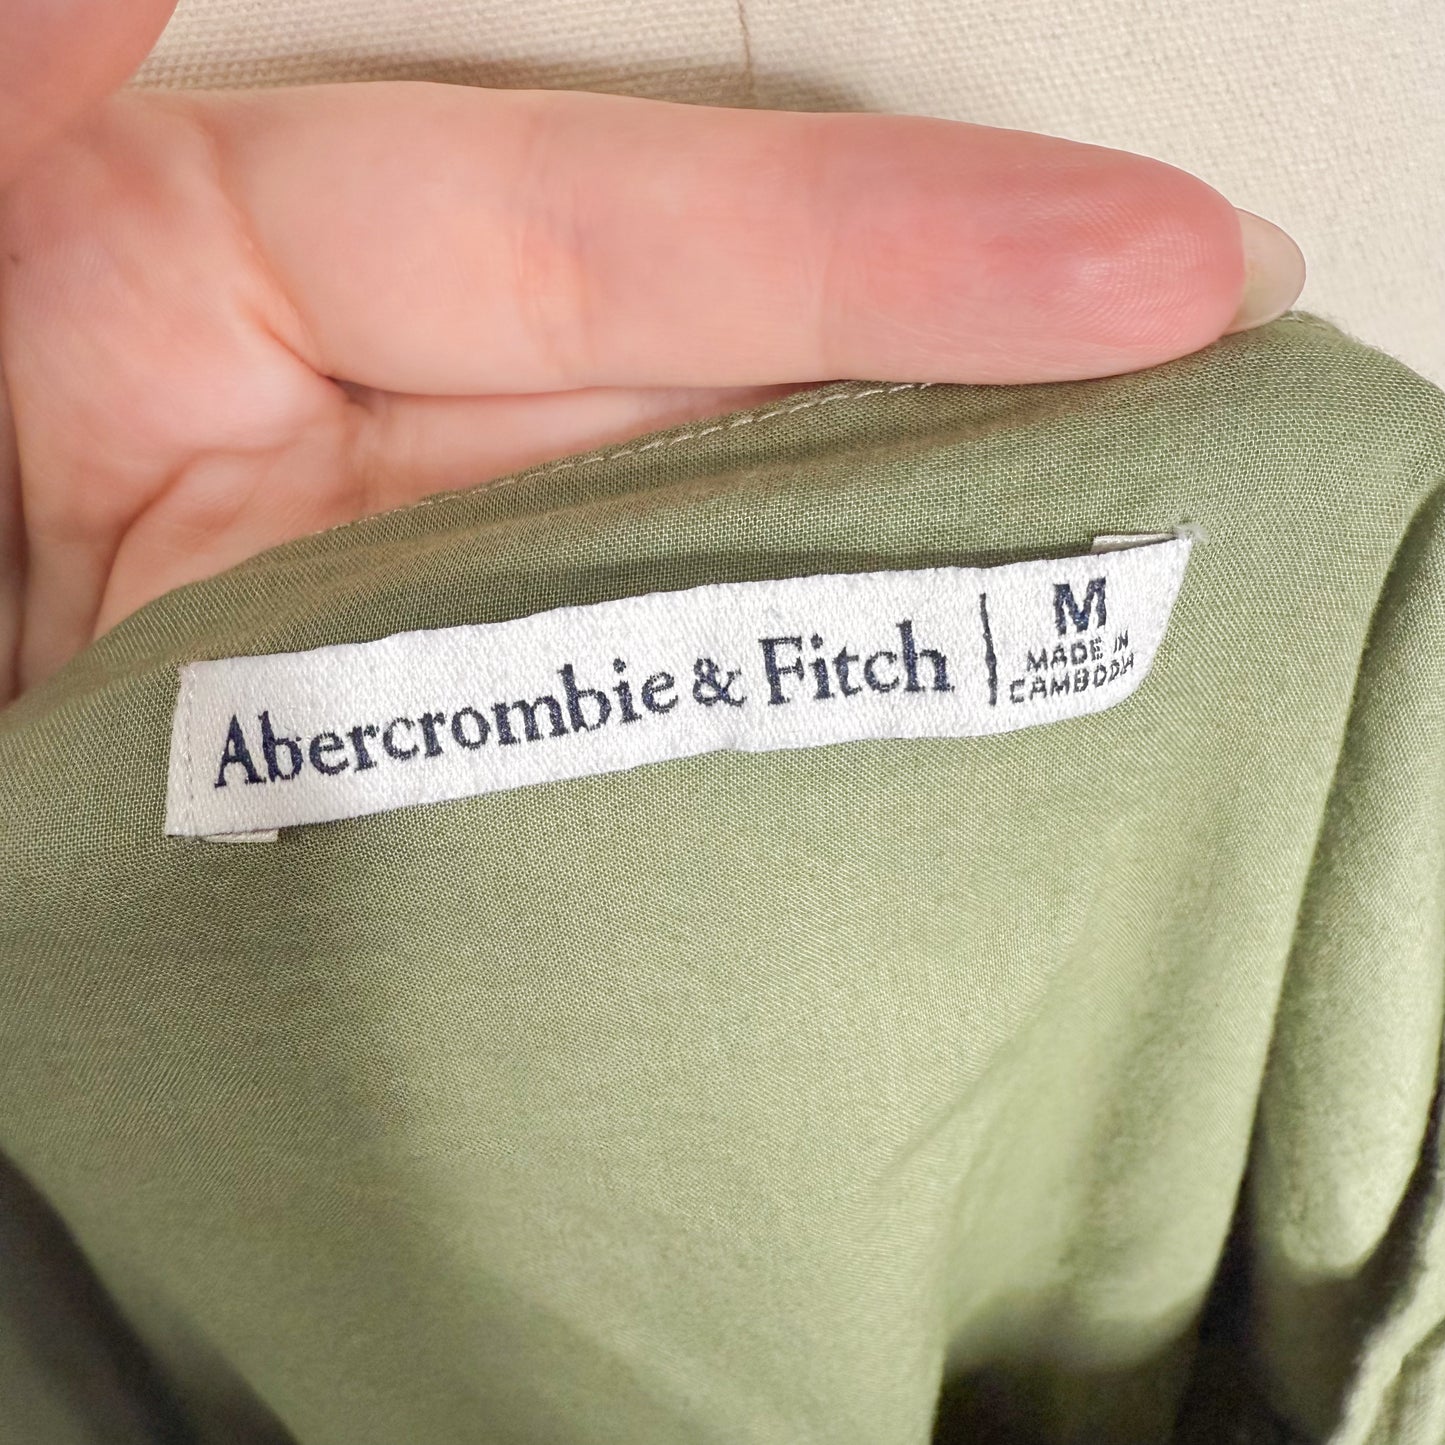 Abercrombie & Fitch
M
MADE IN
CAMBODIA